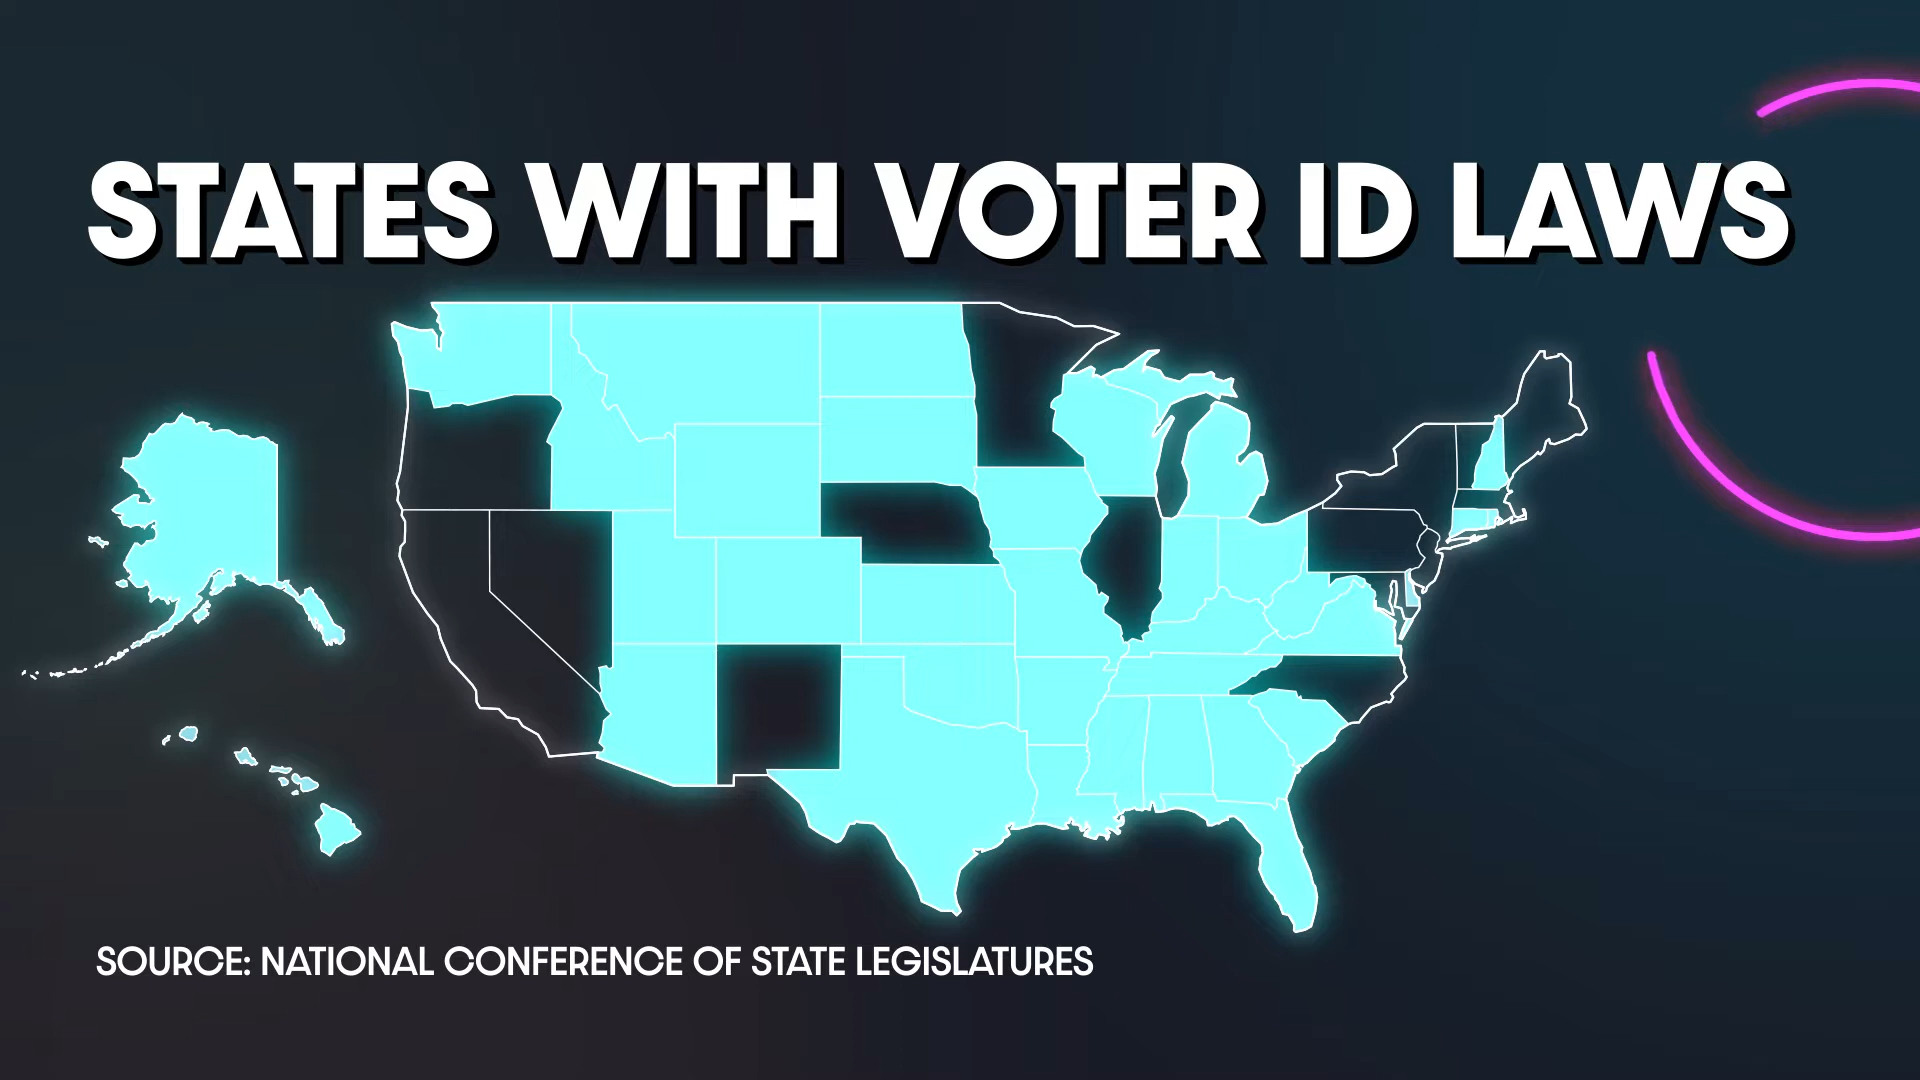 STATES WITH VOTER ID LAWS
SOURCE: NATIONAL CONFERENCE OF STATE LEGISLATURES